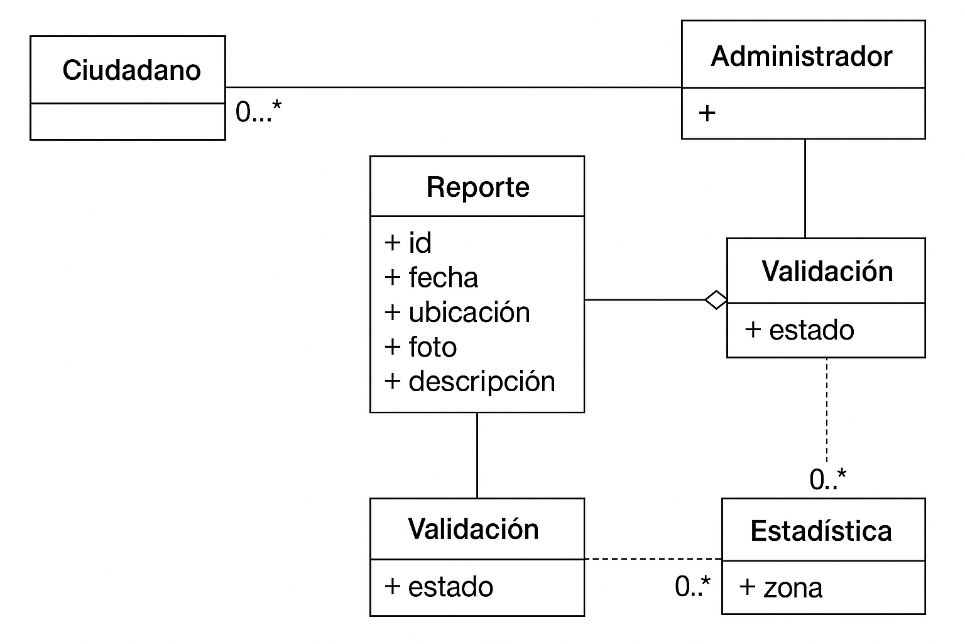 Ciudadano
0...*
Administrador
+
Reporte
+ id
+ fecha
+ ubicación
+ foto
+ descripción
Validación
+ estado
0..*
Validación
+ estado
0..*
Estadística
+ zona